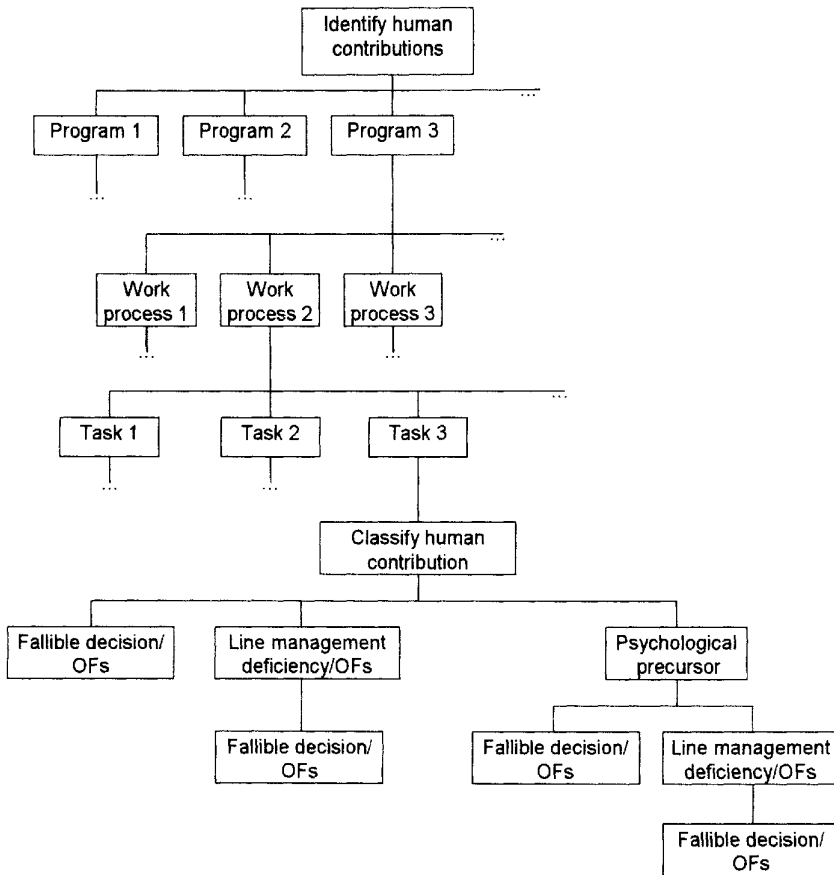 Identify human
contributions
...
Program 1
Program 2
Program 3
...
...
...
Work
process 1
Work
process 2
Work
process 3
...
...
...
Task 1
Task 2
Task 3
...
...
Classify human
contribution
Fallible decision/
OFs
Line management
deficiency/OFs
Psychological
precursor
Fallible decision/
OFs
Fallible decision/
OFs
Line management
deficiency/OFs
Fallible decision/
OFs